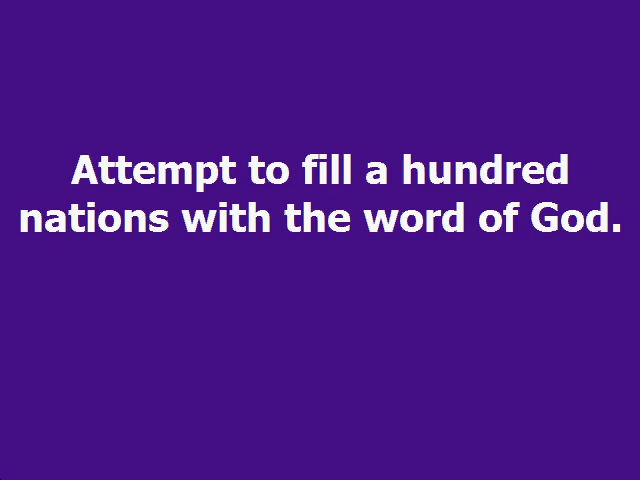 Attempt to fill a hundred
nations with the word of God.